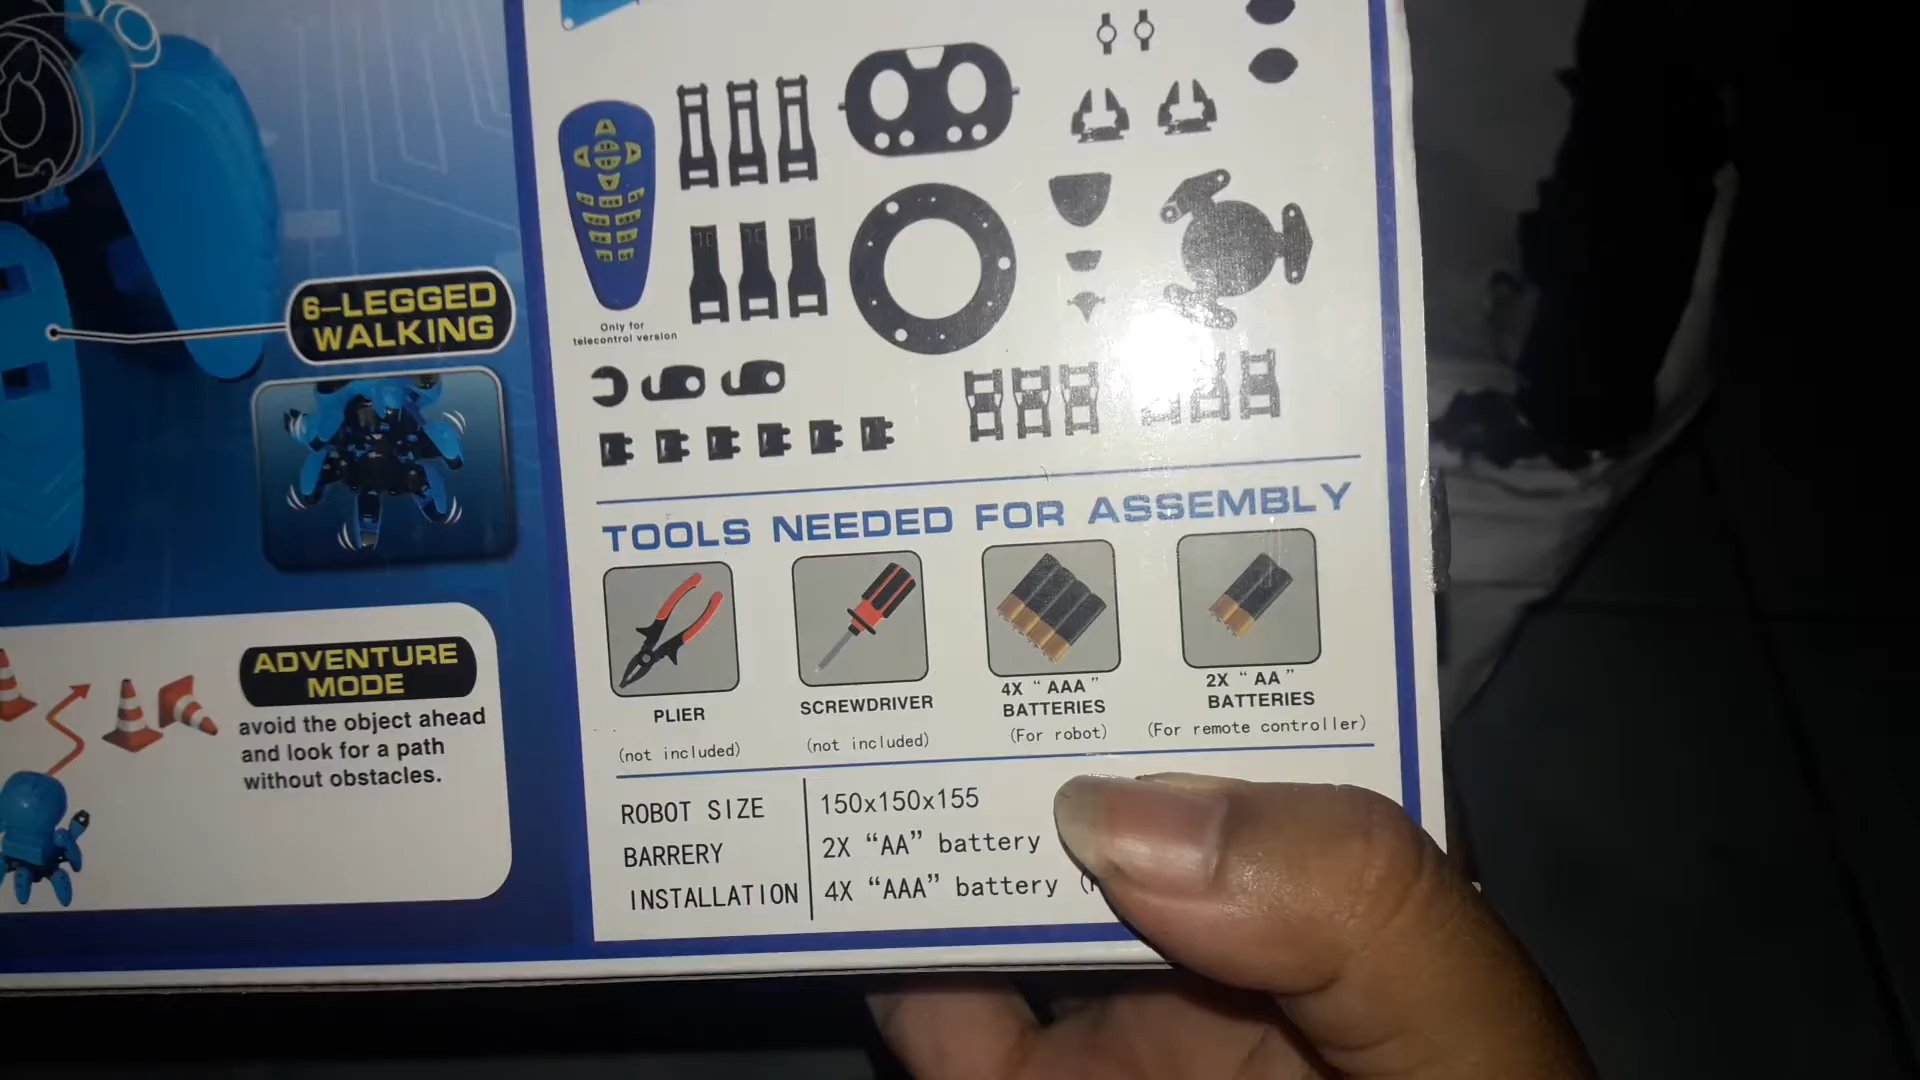 6-LEGGED
WALKING
ADVENTURE
MODE
avoid the object ahead
and look for a path
without obstacles.
Only for
telecontrol version
TOOLS NEEDED FOR ASSEMBLY
PLIER
(not included)
SCREWDRIVER
(not included)
4X “AAA”
BATTERIES
(For robot)
2X “AA”
BATTERIES
(For remote controller)
ROBOT SIZE 150x150x155
BARRERY 2X “AA” battery
INSTALLATION 4X “AAA” battery